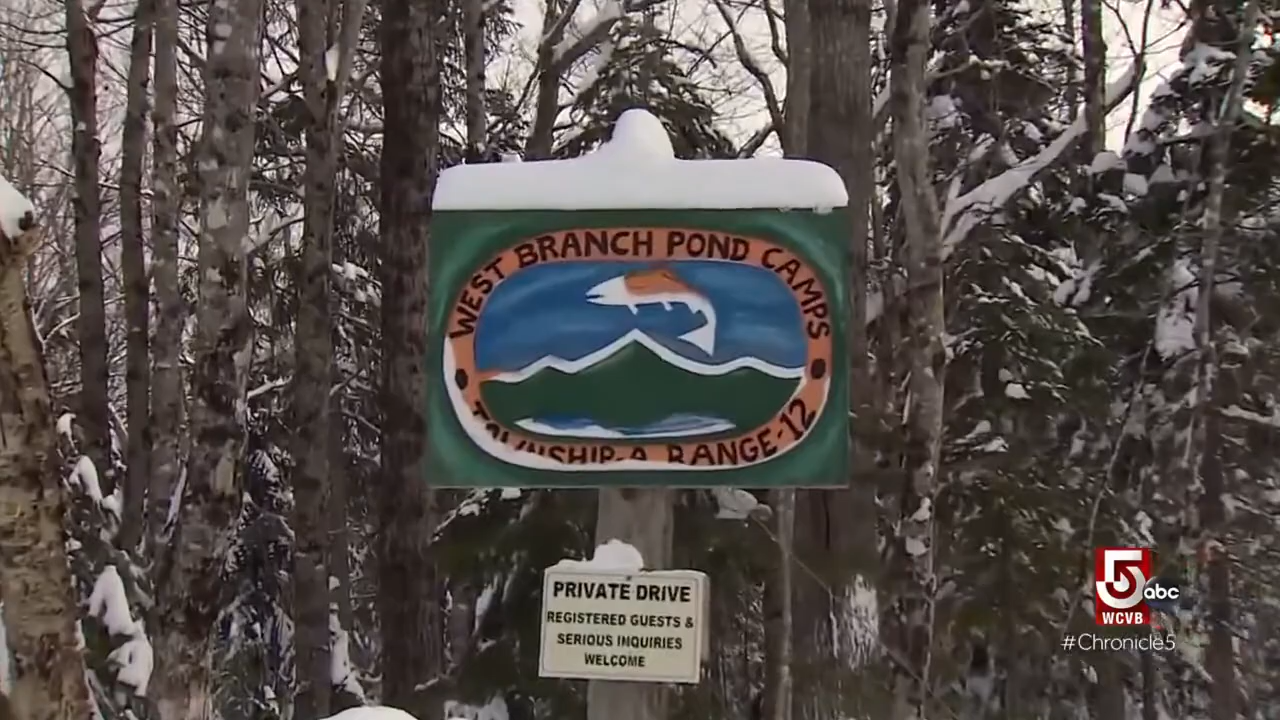 WEST BRANCH POND CAMPS
TOWNSHIP-A RANGE-12
PRIVATE DRIVE
REGISTERED GUESTS &
SERIOUS INQUIRIES
WELCOME
5 abc
WCVB
#Chronicle5